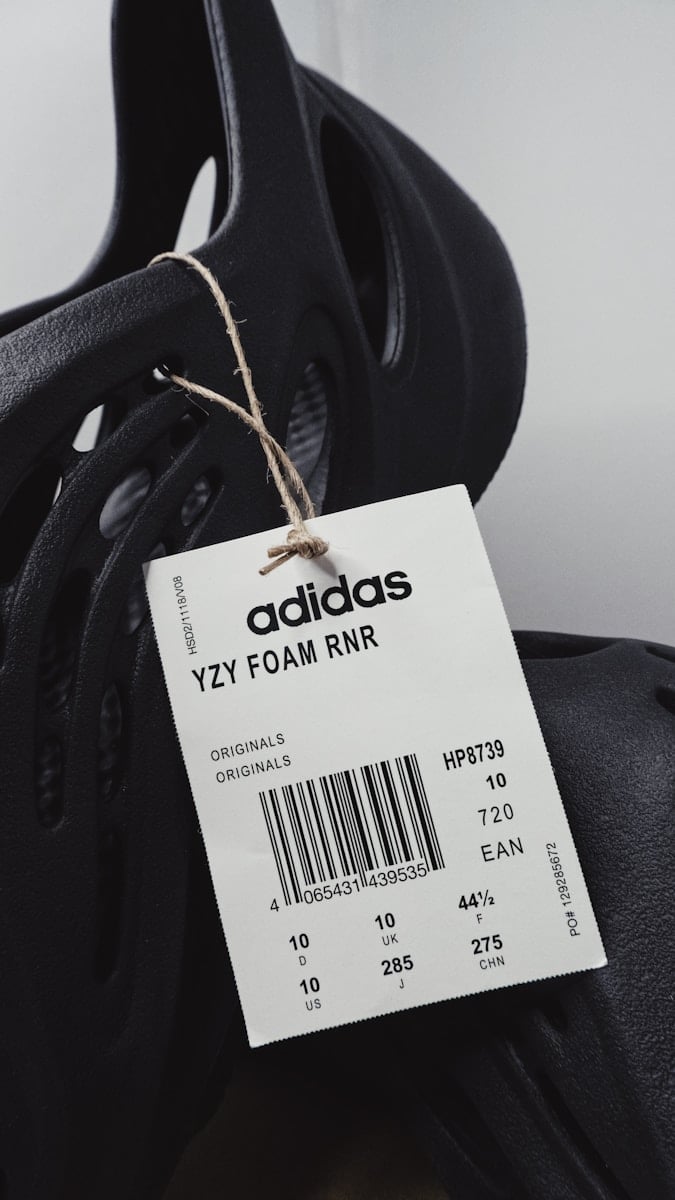 HSD2/1118/V08
adidas
YZY FOAM RNR
ORIGINALS
ORIGINALS
HP8739
10
720
EAN
4 065431 439535
PO# 129285672
10 10 44½
D UK F
10 285 275
US J CHN